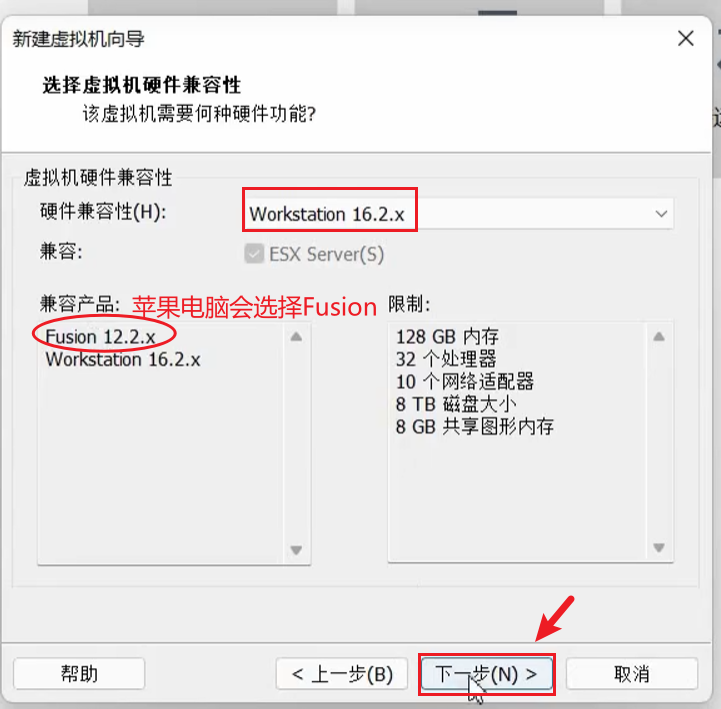 新建虚拟机向导
选择虚拟机硬件兼容性
该虚拟机需要何种硬件功能?
虚拟机硬件兼容性
硬件兼容性(H):
Workstation 16.2.x
兼容:
ESX Server(S)
兼容产品:
苹果电脑会选择Fusion
Fusion 12.2.x
Workstation 16.2.x
限制:
128 GB 内存
32 个处理器
10 个网络适配器
8 TB 磁盘大小
8 GB 共享图形内存
帮助
< 上一步(B)
下一步(N) >
取消